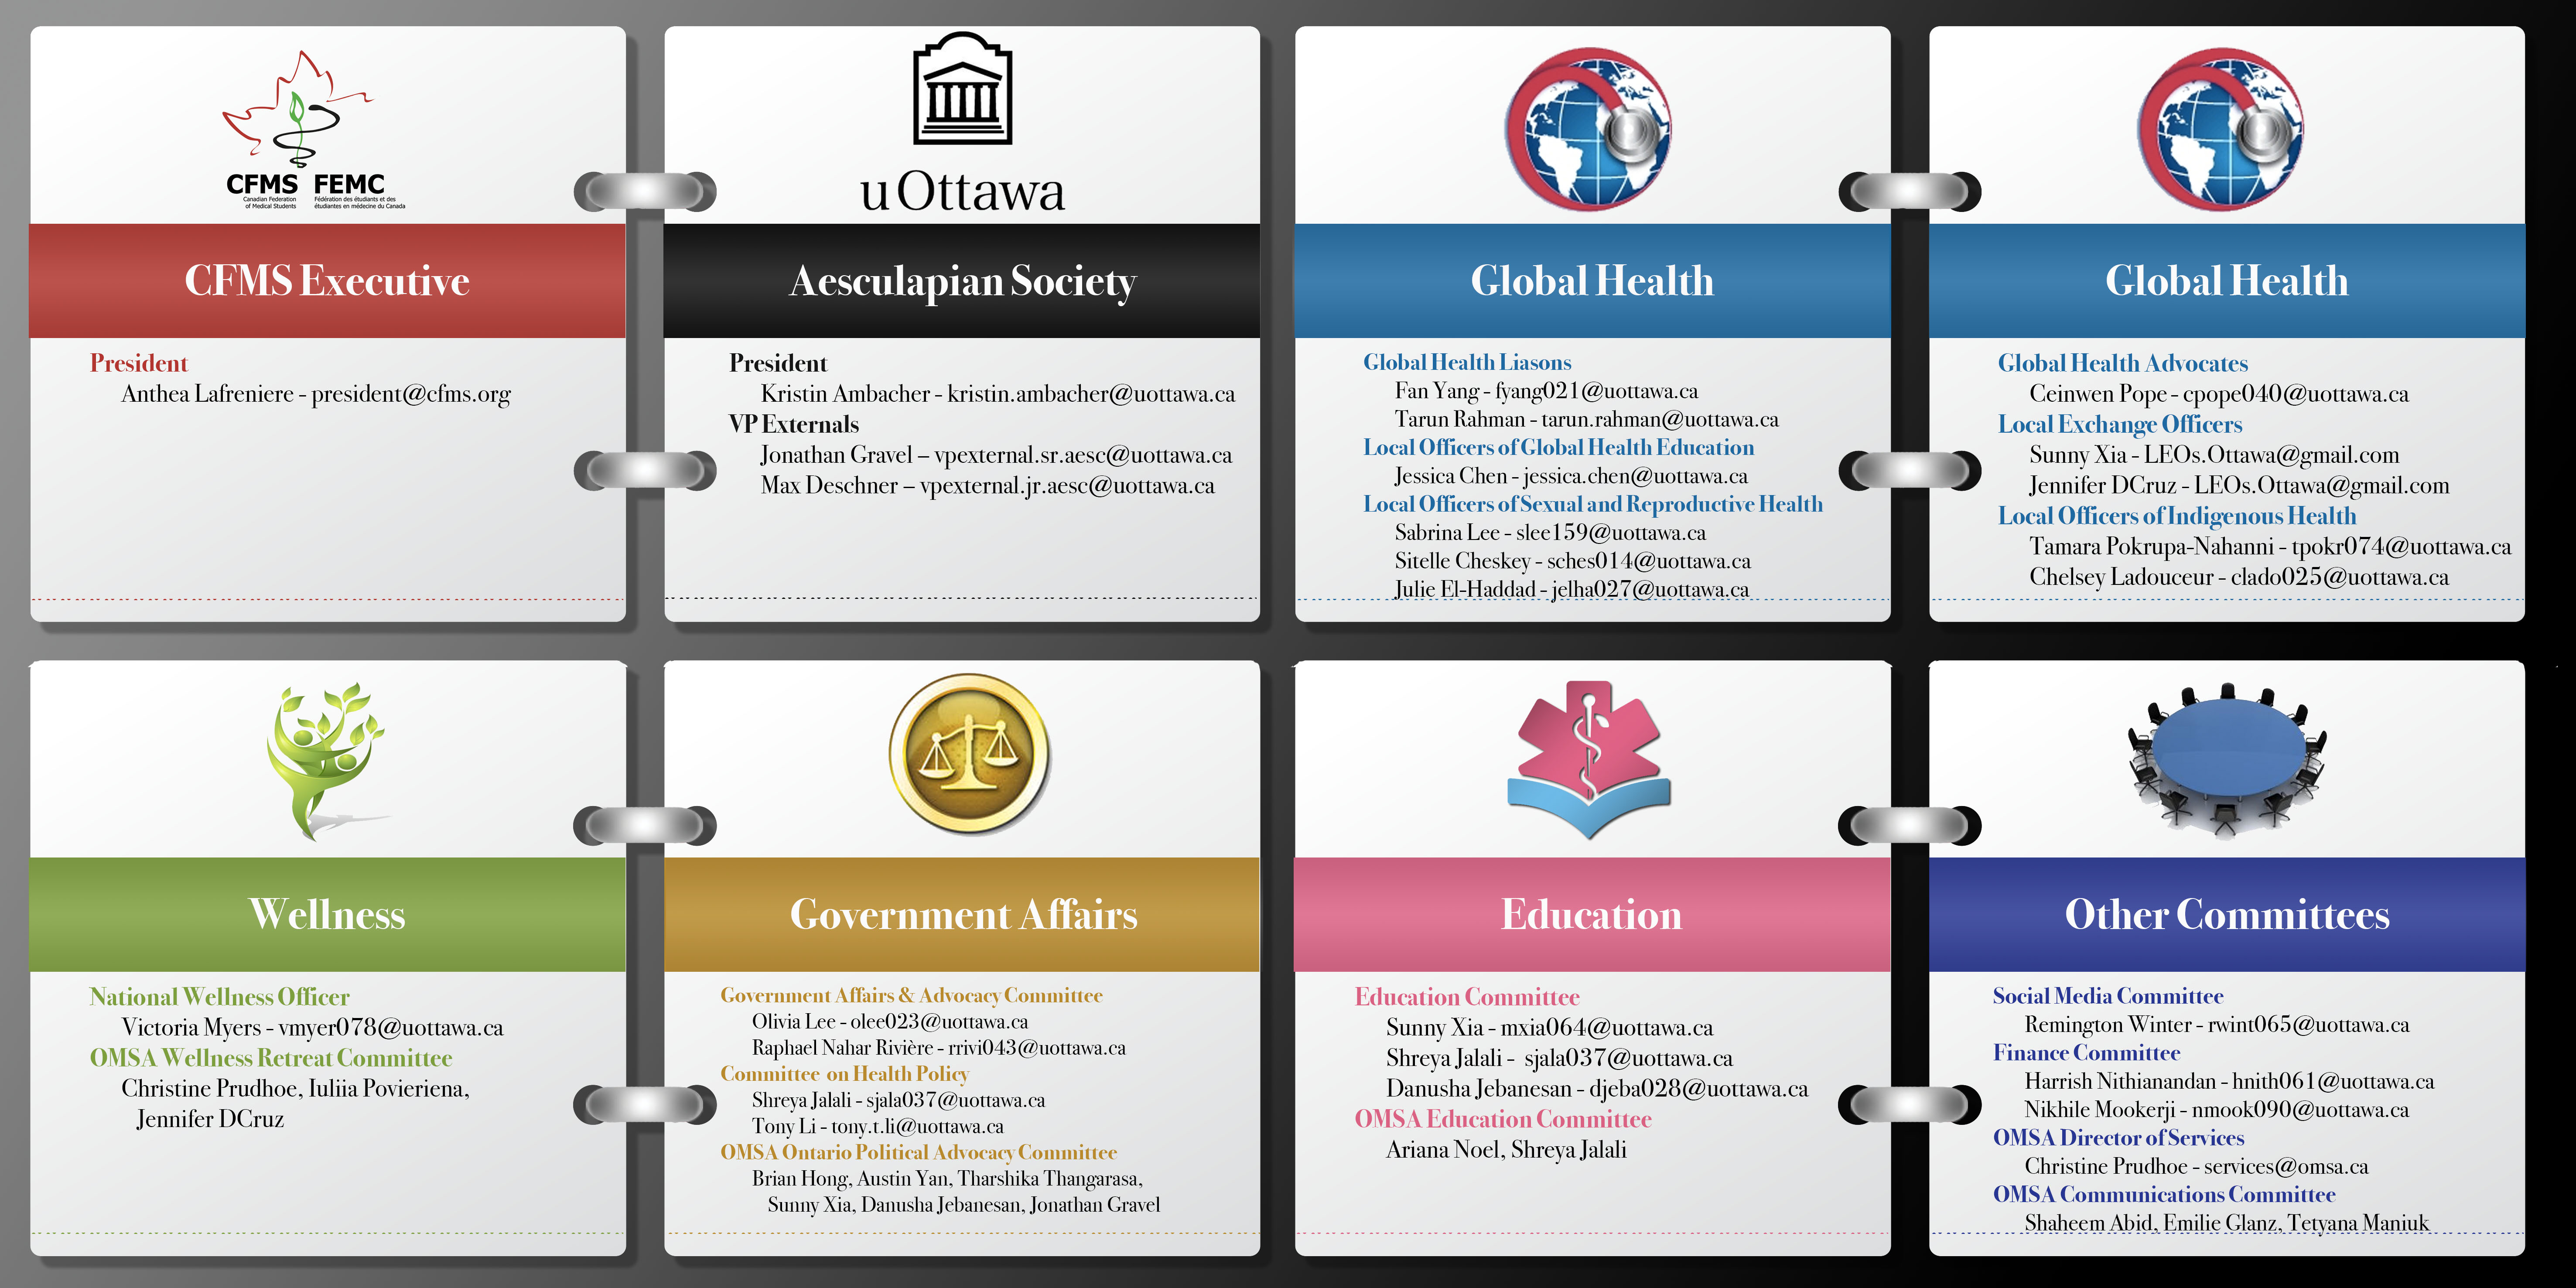 CFMS FEMC
Canadian Federation
of Medical Students
Fédération des étudiants et des
étudiantes en médecine du Canada
CFMS Executive
President
Anthea Lafreniere - president@cfms.org
uOttawa
Aesculapian Society
President
Kristin Ambacher - kristin.ambacher@uottawa.ca
VP Externals
Jonathan Gravel – vpexternal.sr.aesc@uottawa.ca
Max Deschner – vpexternal.jr.aesc@uottawa.ca
Global Health
Global Health Liasons
Fan Yang - fyang021@uottawa.ca
Tarun Rahman - tarun.rahman@uottawa.ca
Local Officers of Global Health Education
Jessica Chen - jessica.chen@uottawa.ca
Local Officers of Sexual and Reproductive Health
Sabrina Lee - slee159@uottawa.ca
Sitelle Cheskey - sches014@uottawa.ca
Julie El-Haddad - jelha027@uottawa.ca
Global Health
Global Health Advocates
Ceinwen Pope - cpope040@uottawa.ca
Local Exchange Officers
Sunny Xia - LEOs.Ottawa@gmail.com
Jennifer DCruz - LEOs.Ottawa@gmail.com
Local Officers of Indigenous Health
Tamara Pokrupa-Nahanni - tpokr074@uottawa.ca
Chelsey Ladouceur - clado025@uottawa.ca
Wellness
National Wellness Officer
Victoria Myers - vmyer078@uottawa.ca
OMSA Wellness Retreat Committee
Christine Prudhoe, Iuliia Povieriena,
Jennifer DCruz
Government Affairs
Government Affairs & Advocacy Committee
Olivia Lee - olee023@uottawa.ca
Raphael Nahar Rivière - rrivi043@uottawa.ca
Committee on Health Policy
Shreya Jalali - sjala037@uottawa.ca
Tony Li - tony.t.li@uottawa.ca
OMSA Ontario Political Advocacy Committee
Brian Hong, Austin Yan, Tharshika Thangarasa,
Sunny Xia, Danusha Jebanesan, Jonathan Gravel
Education
Education Committee
Sunny Xia - mxia064@uottawa.ca
Shreya Jalali - sjala037@uottawa.ca
Danusha Jebanesan - djeba028@uottawa.ca
OMSA Education Committee
Ariana Noel, Shreya Jalali
Other Committees
Social Media Committee
Remington Winter - rwint065@uottawa.ca
Finance Committee
Harrish Nithianandan - hnith061@uottawa.ca
Nikhile Mookerji - nmook090@uottawa.ca
OMSA Director of Services
Christine Prudhoe - services@omsa.ca
OMSA Communications Committee
Shaheem Abid, Emilie Glanz, Tetyana Maniuk